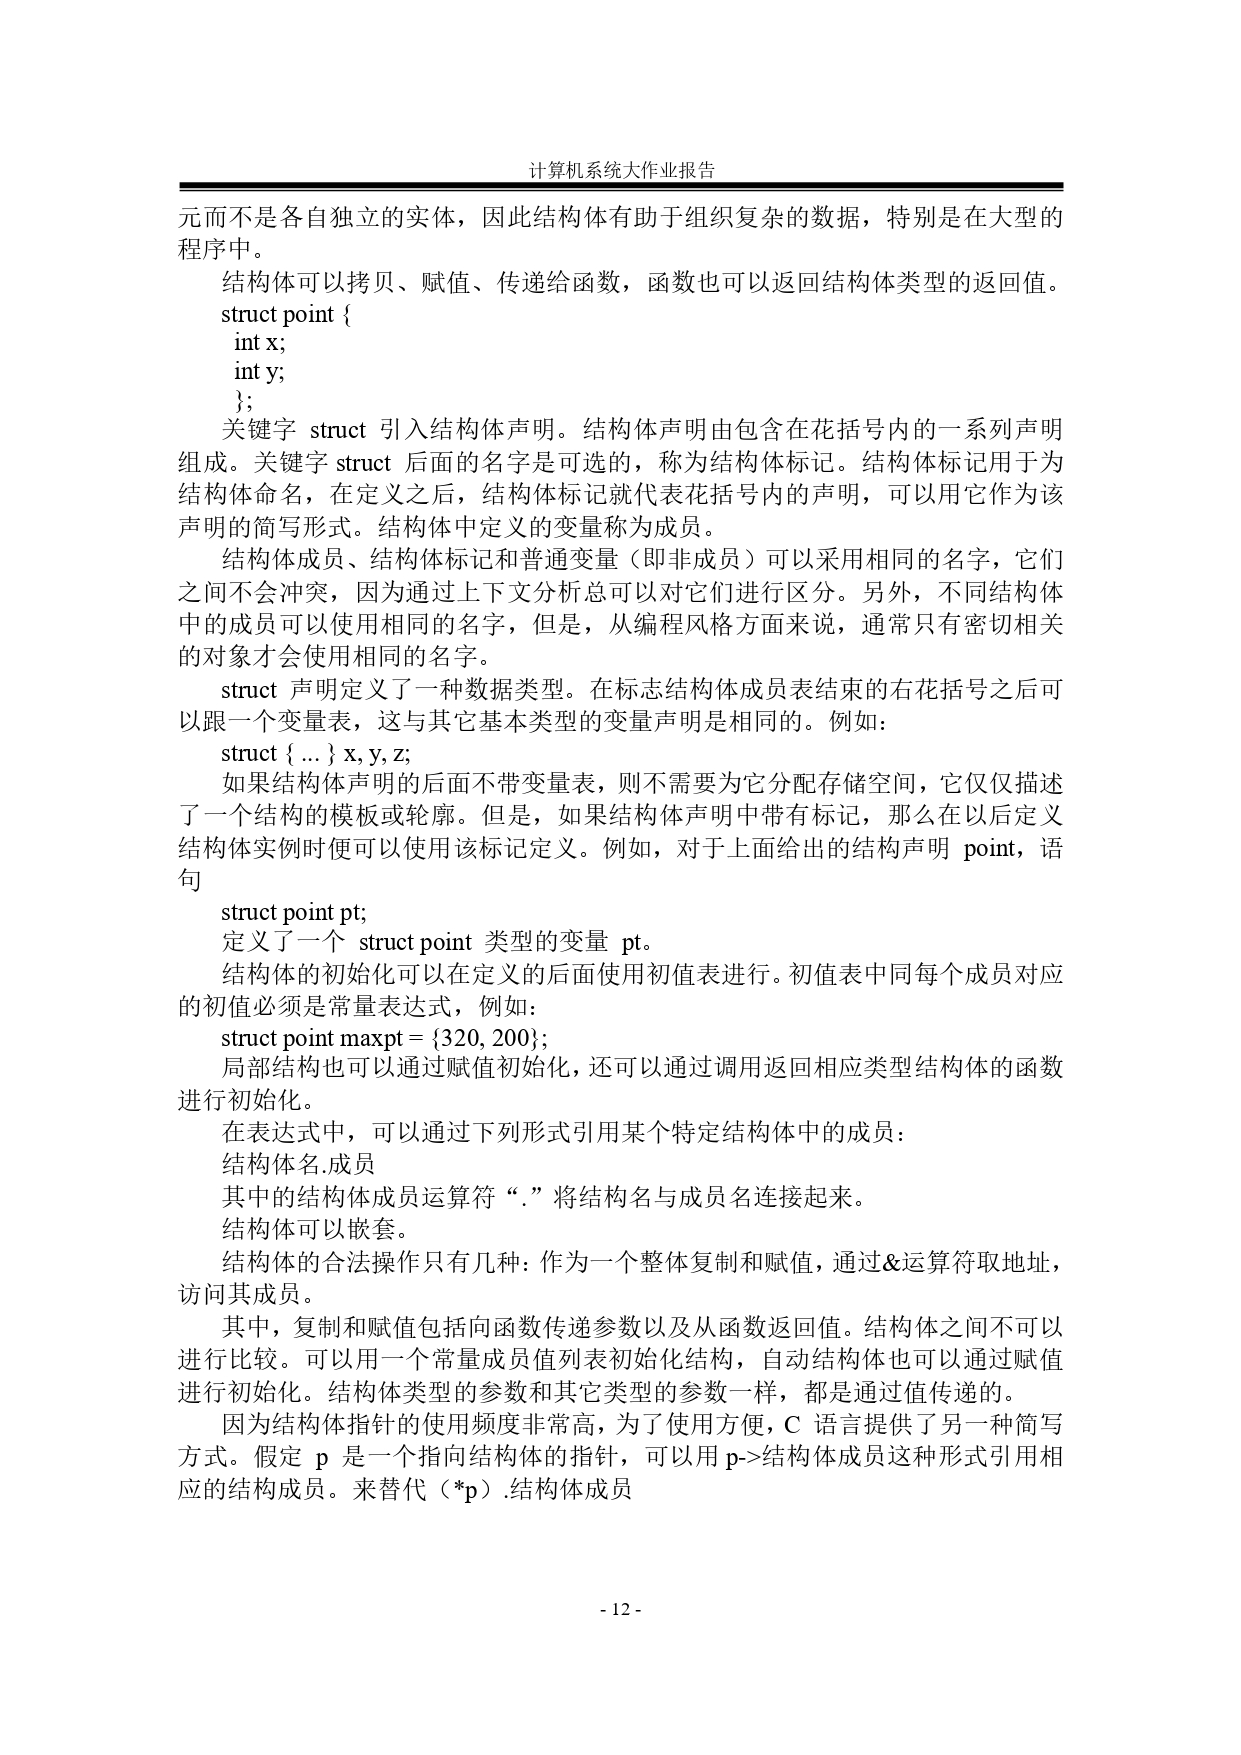 计算机系统大作业报告
元而不是各自独立的实体，因此结构体有助于组织复杂的数据，特别是在大型的
程序中。
结构体可以拷贝、赋值、传递给函数，函数也可以返回结构体类型的返回值。
struct point {
int x;
int y;
};
关键字 struct 引入结构体声明。结构体声明由包含在花括号内的一系列声明
组成。关键字 struct 后面的名字是可选的，称为结构体标记。结构体标记用于为
结构体命名，在定义之后，结构体标记就代表花括号内的声明，可以用它作为该
声明的简写形式。结构体中定义的变量称为成员。
结构体成员、结构体标记和普通变量（即非成员）可以采用相同的名字，它们
之间不会冲突，因为通过上下文分析总可以对它们进行区分。另外，不同结构体
中的成员可以使用相同的名字，但是，从编程风格方面来说，通常只有密切相关
的对象才会使用相同的名字。
struct 声明定义了一种数据类型。在标志结构体成员表结束的右花括号之后可
以跟一个变量表，这与其它基本类型的变量声明是相同的。例如：
struct { ... } x, y, z;
如果结构体声明的后面不带变量表，则不需要为它分配存储空间，它仅仅描述
了一个结构的模板或轮廓。但是，如果结构体声明中带有标记，那么在以后定义
结构体实例时便可以使用该标记定义。例如，对于上面给出的结构声明 point，语
句
struct point pt;
定义了一个 struct point 类型的变量 pt。
结构体的初始化可以在定义的后面使用初值表进行。初值表中同每个成员对应
的初值必须是常量表达式，例如：
struct point maxpt = {320, 200};
局部结构也可以通过赋值初始化，还可以通过调用返回相应类型结构体的函数
进行初始化。
在表达式中，可以通过下列形式引用某个特定结构体中的成员：
结构体名.成员
其中的结构体成员运算符“.”将结构名与成员名连接起来。
结构体可以嵌套。
结构体的合法操作只有几种：作为一个整体复制和赋值，通过&运算符取地址，
访问其成员。
其中，复制和赋值包括向函数传递参数以及从函数返回值。结构体之间不可以
进行比较。可以用一个常量成员值列表初始化结构，自动结构体也可以通过赋值
进行初始化。结构体类型的参数和其它类型的参数一样，都是通过值传递的。
因为结构体指针的使用频度非常高，为了使用方便，C 语言提供了另一种简写
方式。假定 p 是一个指向结构体的指针，可以用 p->结构体成员这种形式引用相
应的结构成员。来替代（*p）.结构体成员
- 12 -